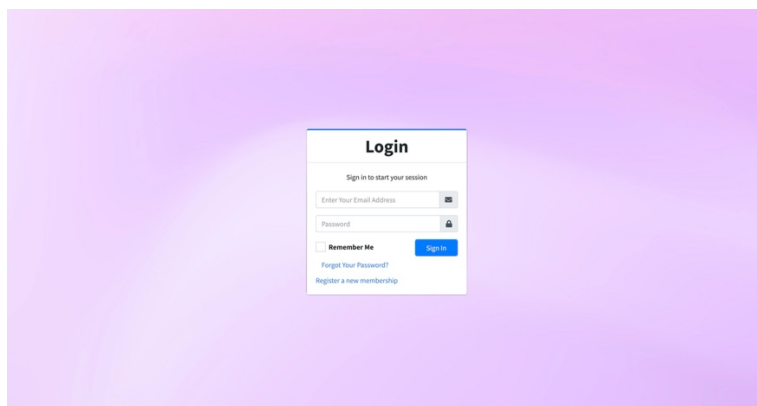 Login
Sign in to start your session
Enter Your Email Address
Password
Remember Me
Sign In
Forgot Your Password?
Register a new membership